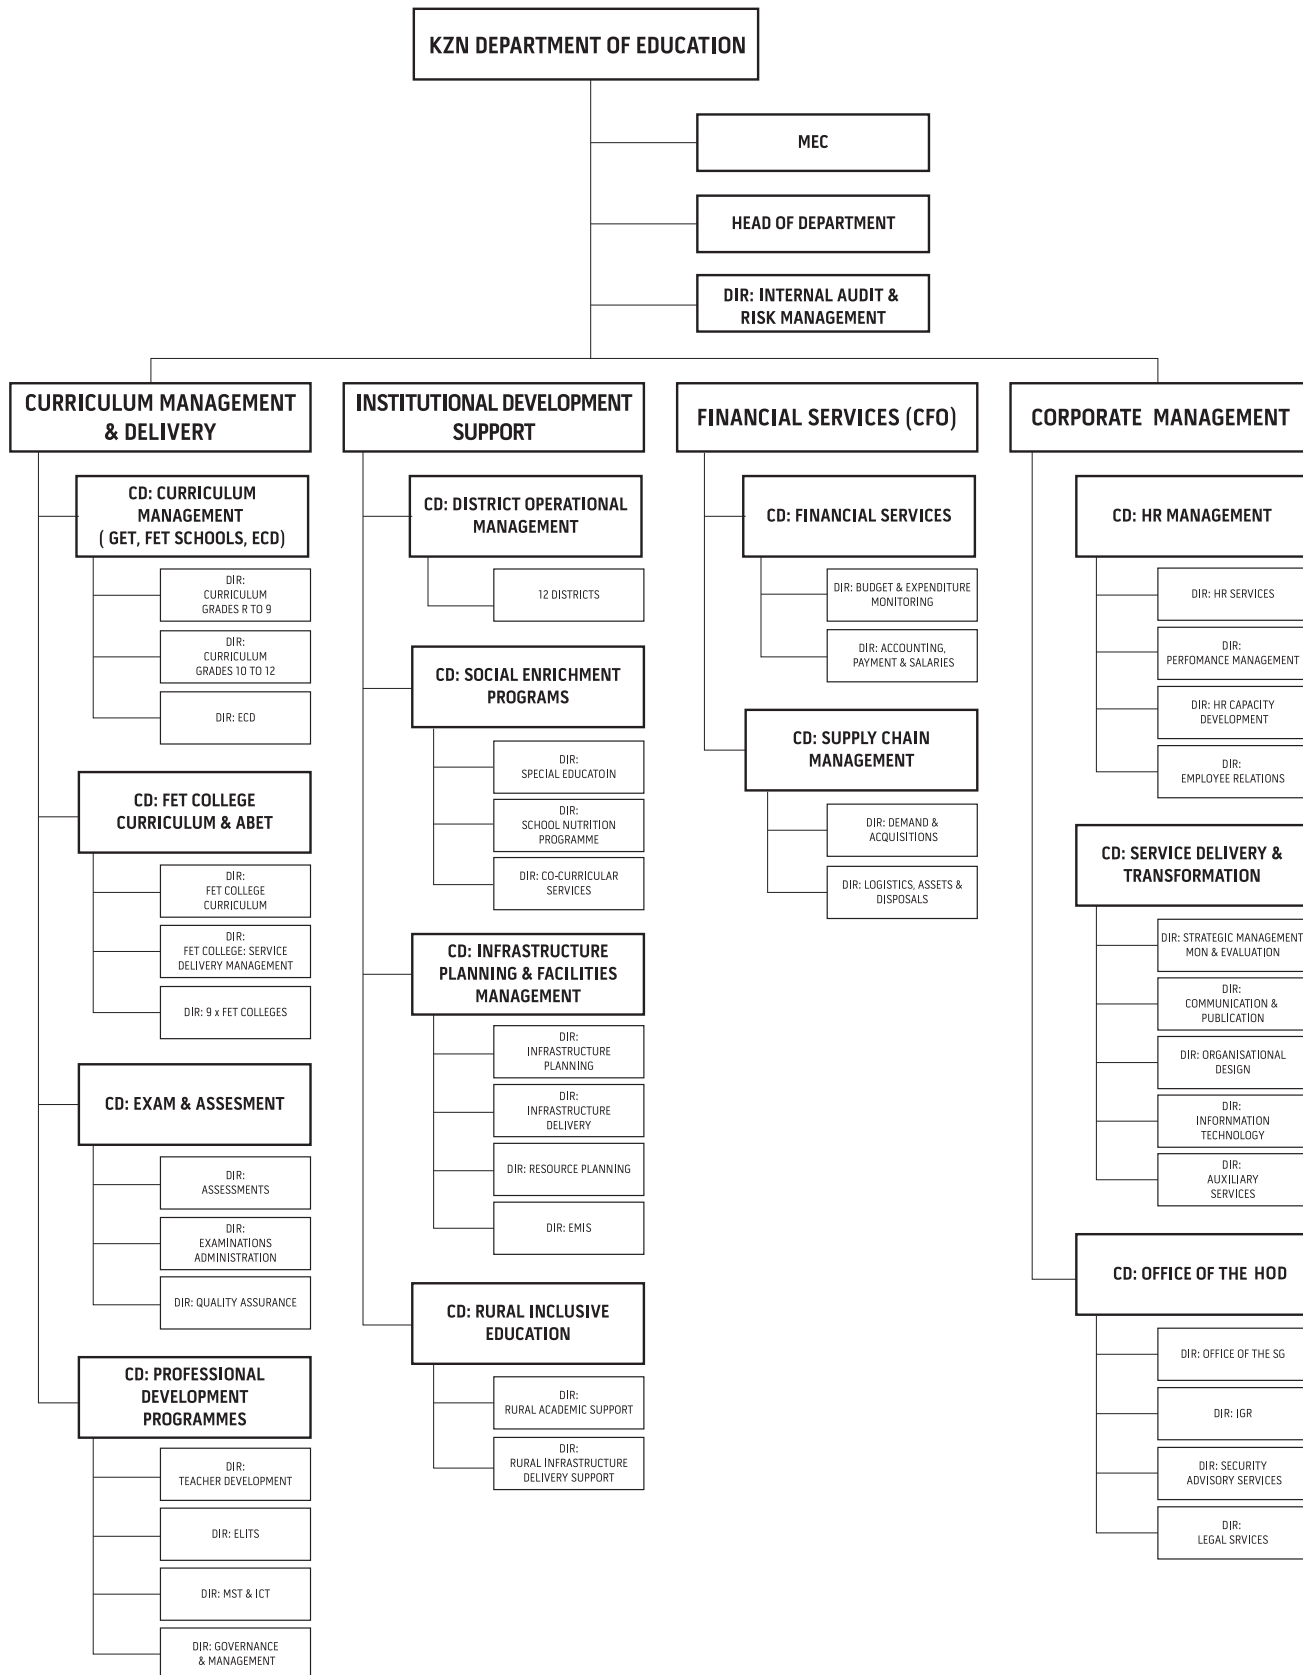 KZN DEPARTMENT OF EDUCATION
MEC
HEAD OF DEPARTMENT
DIR: INTERNAL AUDIT &
RISK MANAGEMENT
CURRICULUM MANAGEMENT
& DELIVERY
CD: CURRICULUM
MANAGEMENT
( GET, FET SCHOOLS, ECD)
DIR:
CURRICULUM
GRADES R TO 9
DIR:
CURRICULUM
GRADES 10 TO 12
DIR: ECD
CD: FET COLLEGE
CURRICULUM & ABET
DIR:
FET COLLEGE
CURRICULUM
DIR:
FET COLLEGE: SERVICE
DELIVERY MANAGEMENT
DIR: 9 x FET COLLEGES
CD: EXAM & ASSESMENT
DIR:
ASSESSMENTS
DIR:
EXAMINATIONS
ADMINISTRATION
DIR: QUALITY ASSURANCE
CD: PROFESSIONAL
DEVELOPMENT
PROGRAMMES
DIR:
TEACHER DEVELOPMENT
DIR: ELITS
DIR: MST & ICT
DIR: GOVERNANCE
& MANAGEMENT
INSTITUTIONAL DEVELOPMENT
SUPPORT
CD: DISTRICT OPERATIONAL
MANAGEMENT
12 DISTRICTS
CD: SOCIAL ENRICHMENT
PROGRAMS
DIR:
SPECIAL EDUCATOIN
DIR:
SCHOOL NUTRITION
PROGRAMME
DIR: CO-CURRICULAR
SERVICES
CD: INFRASTRUCTURE
PLANNING & FACILITIES
MANAGEMENT
DIR:
INFRASTRUCTURE
PLANNING
DIR:
INFRASTRUCTURE
DELIVERY
DIR: RESOURCE PLANNING
DIR: EMIS
CD: RURAL INCLUSIVE
EDUCATION
DIR:
RURAL ACADEMIC SUPPORT
DIR:
RURAL INFRASTRUCTURE
DELIVERY SUPPORT
FINANCIAL SERVICES (CFO)
CD: FINANCIAL SERVICES
DIR: BUDGET & EXPENDITURE
MONITORING
DIR: ACCOUNTING,
PAYMENT & SALARIES
CD: SUPPLY CHAIN
MANAGEMENT
DIR: DEMAND &
ACQUISITIONS
DIR: LOGISTICS, ASSETS &
DISPOSALS
CORPORATE MANAGEMENT
CD: HR MANAGEMENT
DIR: HR SERVICES
DIR:
PERFOMANCE MANAGEMENT
DIR: HR CAPACITY
DEVELOPMENT
DIR:
EMPLOYEE RELATIONS
CD: SERVICE DELIVERY &
TRANSFORMATION
DIR: STRATEGIC MANAGEMENT
MON & EVALUATION
DIR:
COMMUNICATION &
PUBLICATION
DIR: ORGANISATIONAL
DESIGN
DIR:
INFORNMATION
TECHNOLOGY
DIR:
AUXILIARY
SERVICES
CD: OFFICE OF THE HOD
DIR: OFFICE OF THE SG
DIR: IGR
DIR: SECURITY
ADVISORY SERVICES
DIR:
LEGAL SRVICES